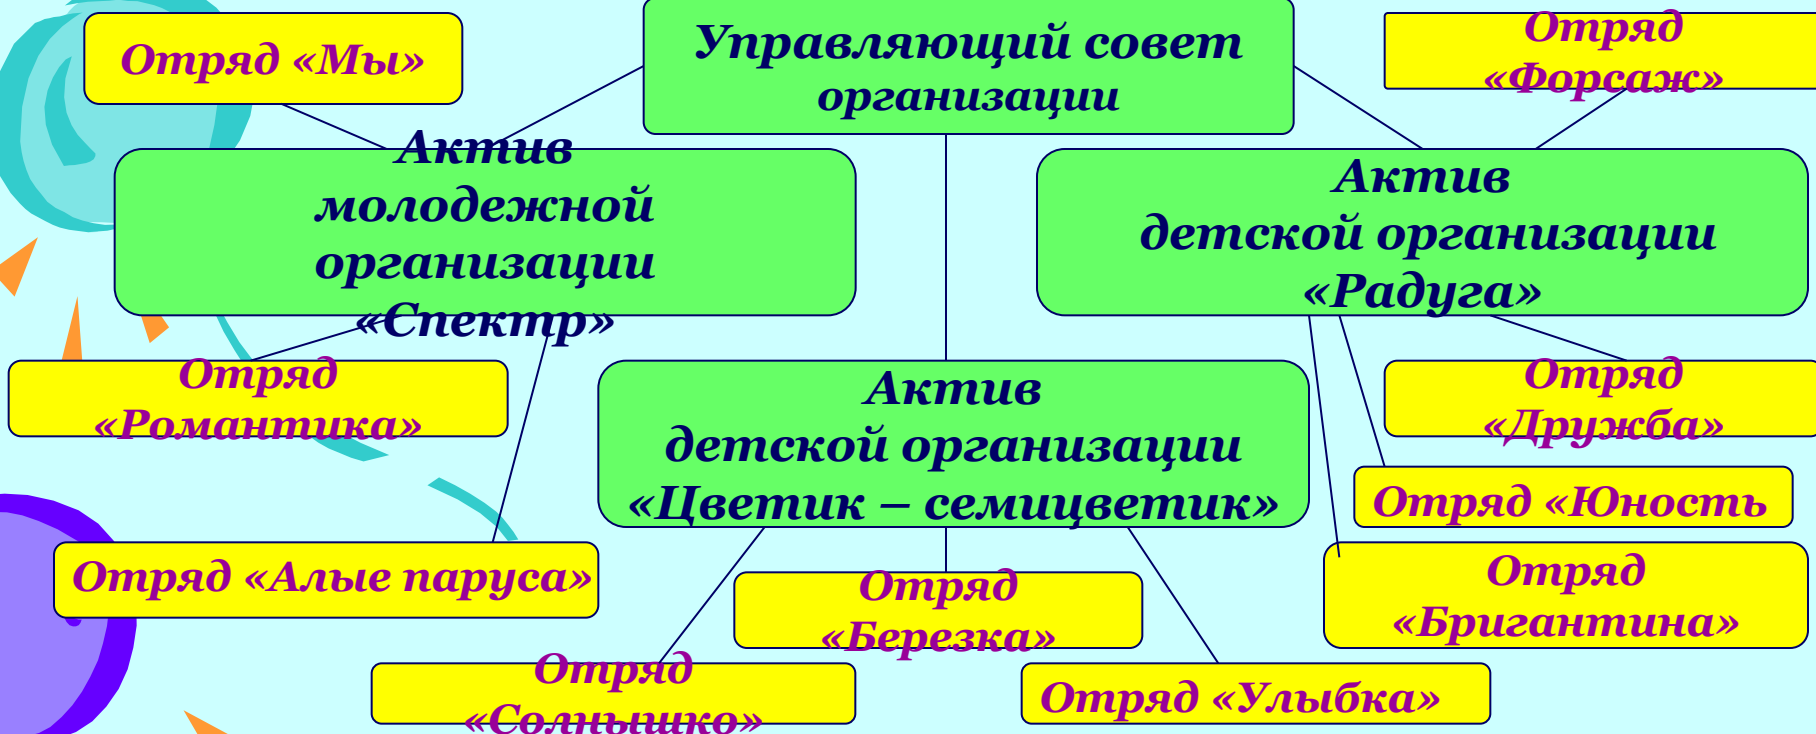 Отряд «Мы»
Управляющий совет
организации
Отряд
«Форсаж»
Актив
молодежной
организации
«Спектр»
Актив
детской организации
«Радуга»
Отряд
«Романтика»
Актив
детской организации
«Цветик – семицветик»
Отряд
«Дружба»
Отряд «Юность
Отряд «Алые паруса»
Отряд
«Березка»
Отряд
«Бригантина»
Отряд
«Солнышко»
Отряд «Улыбка»